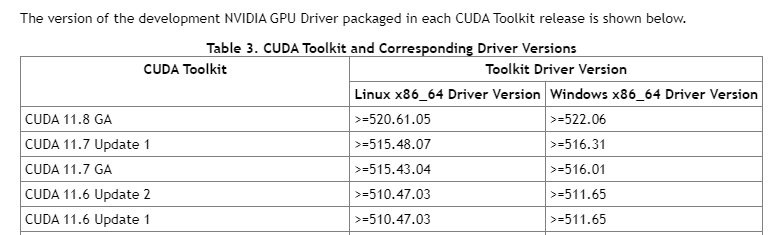 The version of the development NVIDIA GPU Driver packaged in each CUDA Toolkit release is shown below.
Table 3. CUDA Toolkit and Corresponding Driver Versions
CUDA Toolkit Toolkit Driver Version
Linux x86_64 Driver Version Windows x86_64 Driver Version
CUDA 11.8 GA >=520.61.05 >=522.06
CUDA 11.7 Update 1 >=515.48.07 >=516.31
CUDA 11.7 GA >=515.43.04 >=516.01
CUDA 11.6 Update 2 >=510.47.03 >=511.65
CUDA 11.6 Update 1 >=510.47.03 >=511.65